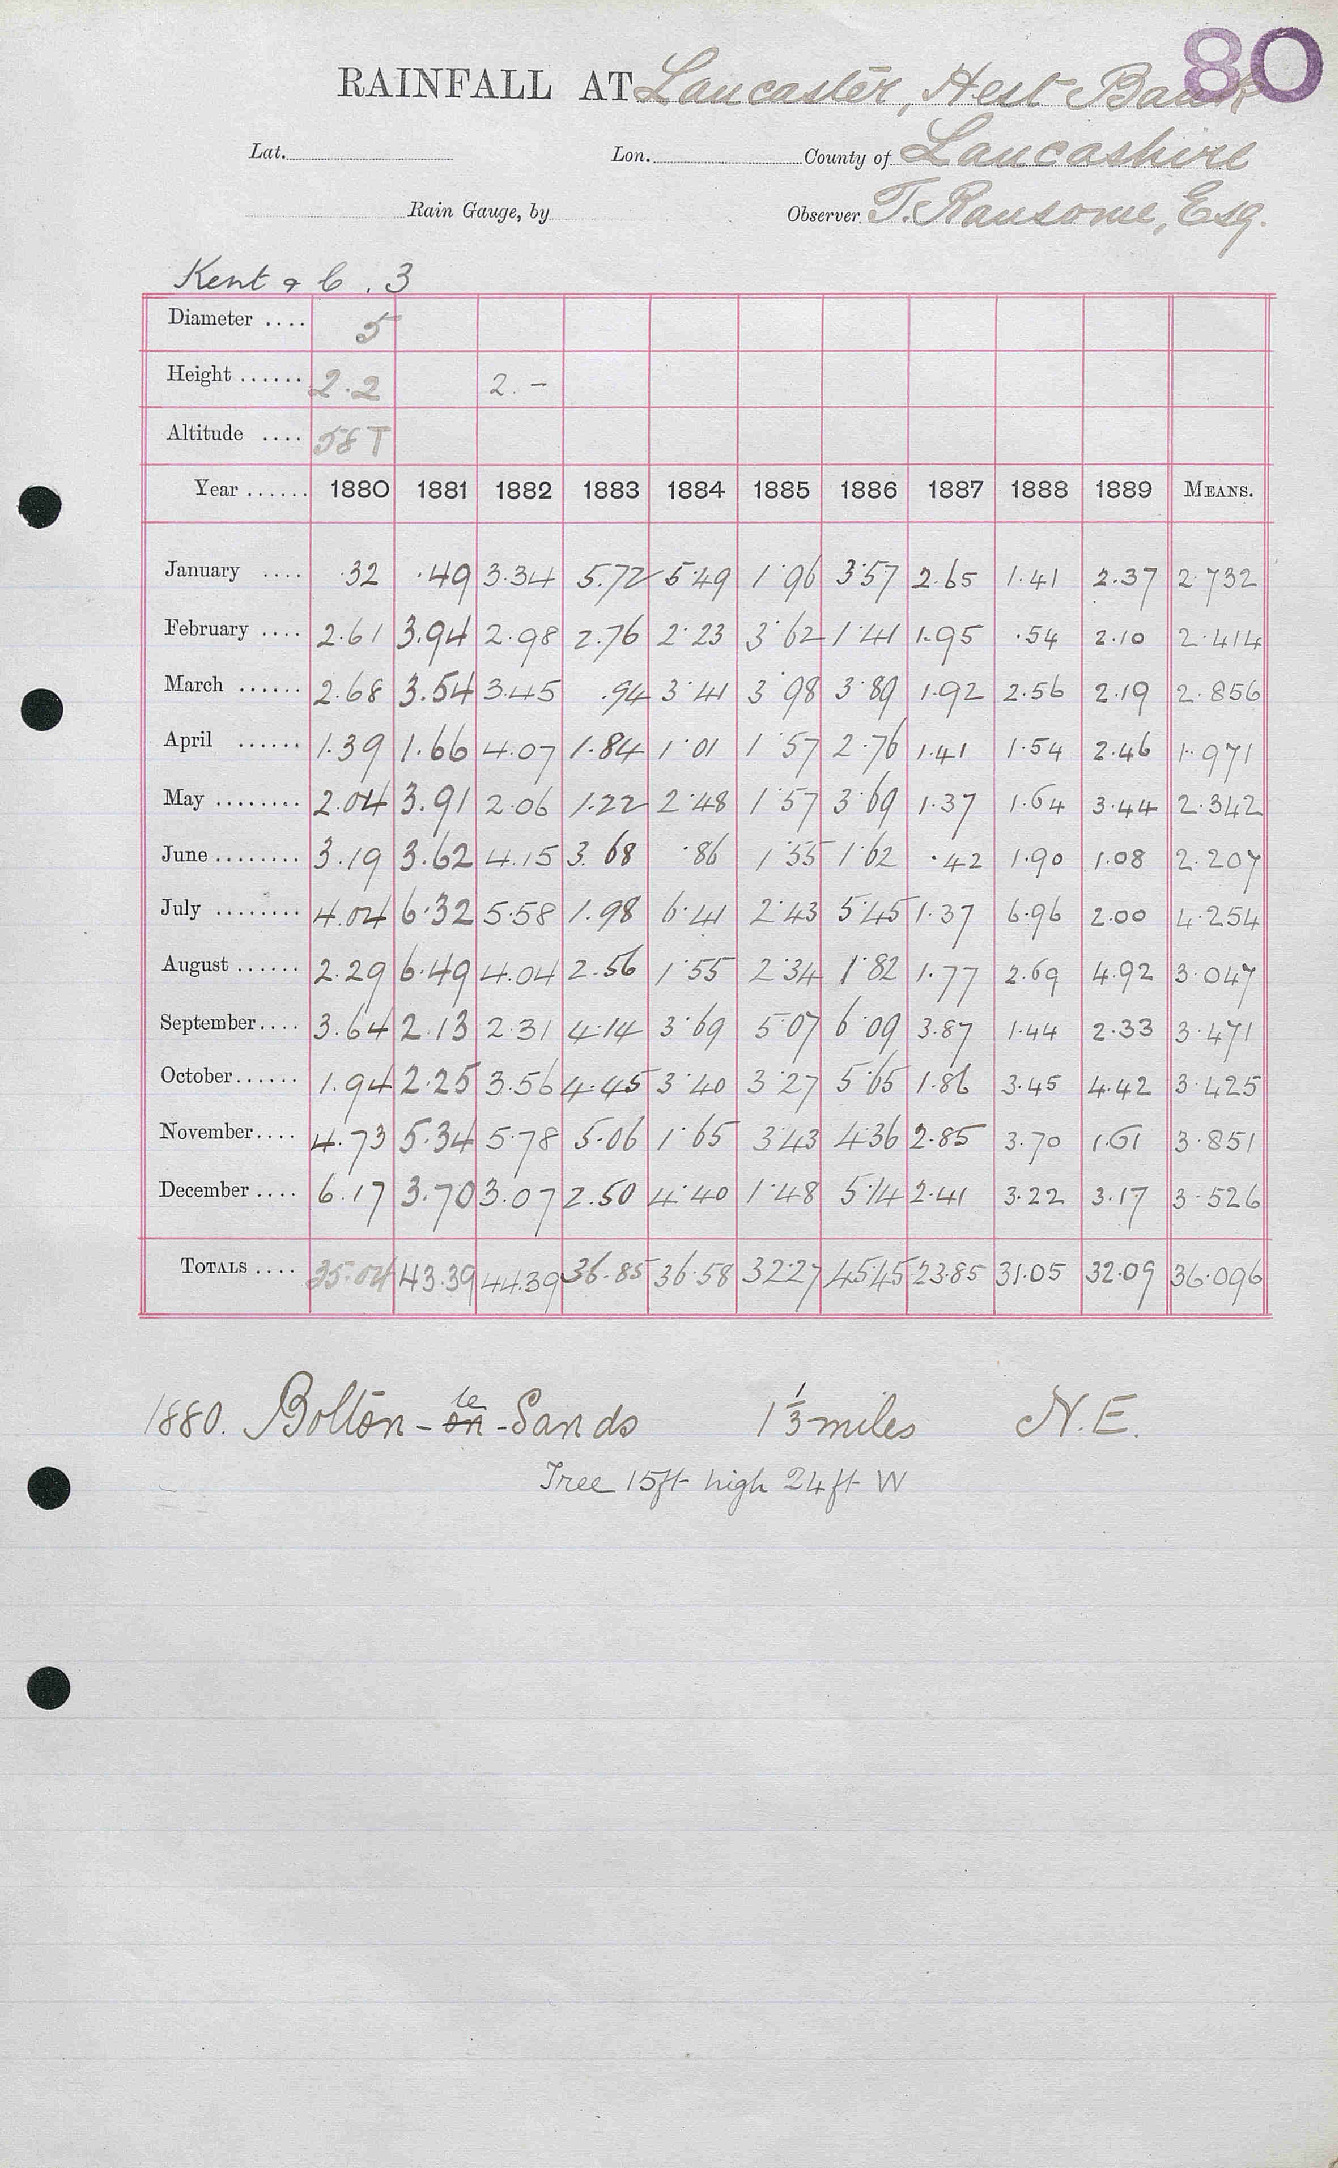 80
RAINFALL AT Lancaster, Hest Bank
Lat. Lon. County of Lancashire
Rain Gauge, by Observer T. Ransome, Esq.
Kent & C. 3
Diameter .... 5
Height ...... 2.2 2.-
Altitude .... 58 T
Year ...... 1880 1881 1882 1883 1884 1885 1886 1887 1888 1889 MEANS.
January .... .32 .49 3.34 5.72 5.49 1.96 3.57 2.65 1.41 2.37 2.732
February .... 2.61 3.94 2.98 2.76 2.23 3.62 1.41 1.95 .54 2.10 2.414
March ...... 2.68 3.54 3.45 .94 3.41 3.98 3.89 1.92 2.56 2.19 2.856
April ...... 1.39 1.66 4.07 1.84 1.01 1.57 2.76 1.41 1.54 2.46 1.971
May ........ 2.04 3.91 2.06 1.22 2.48 1.57 3.69 1.37 1.64 3.44 2.342
June ........ 3.19 3.62 4.15 3.68 .86 1.55 1.62 .42 1.90 1.08 2.207
July ........ 4.04 6.32 5.58 1.98 6.41 2.43 5.45 1.37 6.96 2.00 4.254
August ...... 2.29 6.49 4.04 2.56 1.55 2.34 1.82 1.77 2.69 4.92 3.047
September .... 3.64 2.13 2.31 4.14 3.69 5.07 6.09 3.87 1.44 2.33 3.471
October ...... 1.94 2.25 3.56 4.45 3.40 3.27 5.65 1.86 3.45 4.42 3.425
November .... 4.73 5.34 5.78 5.06 1.65 3.43 4.36 2.85 3.70 1.61 3.851
December .... 6.17 3.70 3.07 2.50 4.40 1.48 5.14 2.41 3.22 3.17 3.526
TOTALS .... 35.04 43.39 44.39 36.85 36.58 32.27 45.45 23.85 31.05 32.09 36.096
le
1880. Bolton-on-Sands 1 1/3 miles N.E.
Tree 15ft high 24ft W